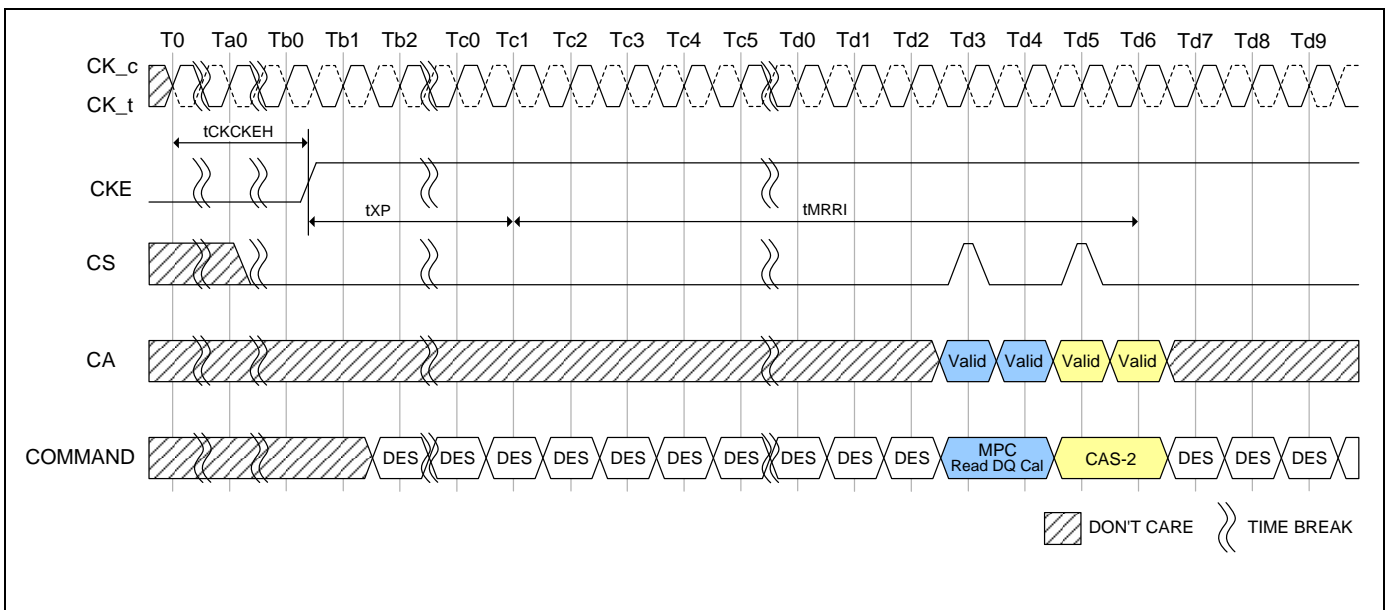 T0 Ta0 Tb0 Tb1 Tb2 Tc0 Tc1 Tc2 Tc3 Tc4 Tc5 Td0 Td1 Td2 Td3 Td4 Td5 Td6 Td7 Td8 Td9
CK_c
CK_t
tCKCKEH
CKE
tXP tMRRI
CS
CA Valid Valid Valid Valid
COMMAND DES DES DES DES DES DES DES DES DES MPC Read DQ Cal CAS-2 DES DES DES
DON'T CARE TIME BREAK